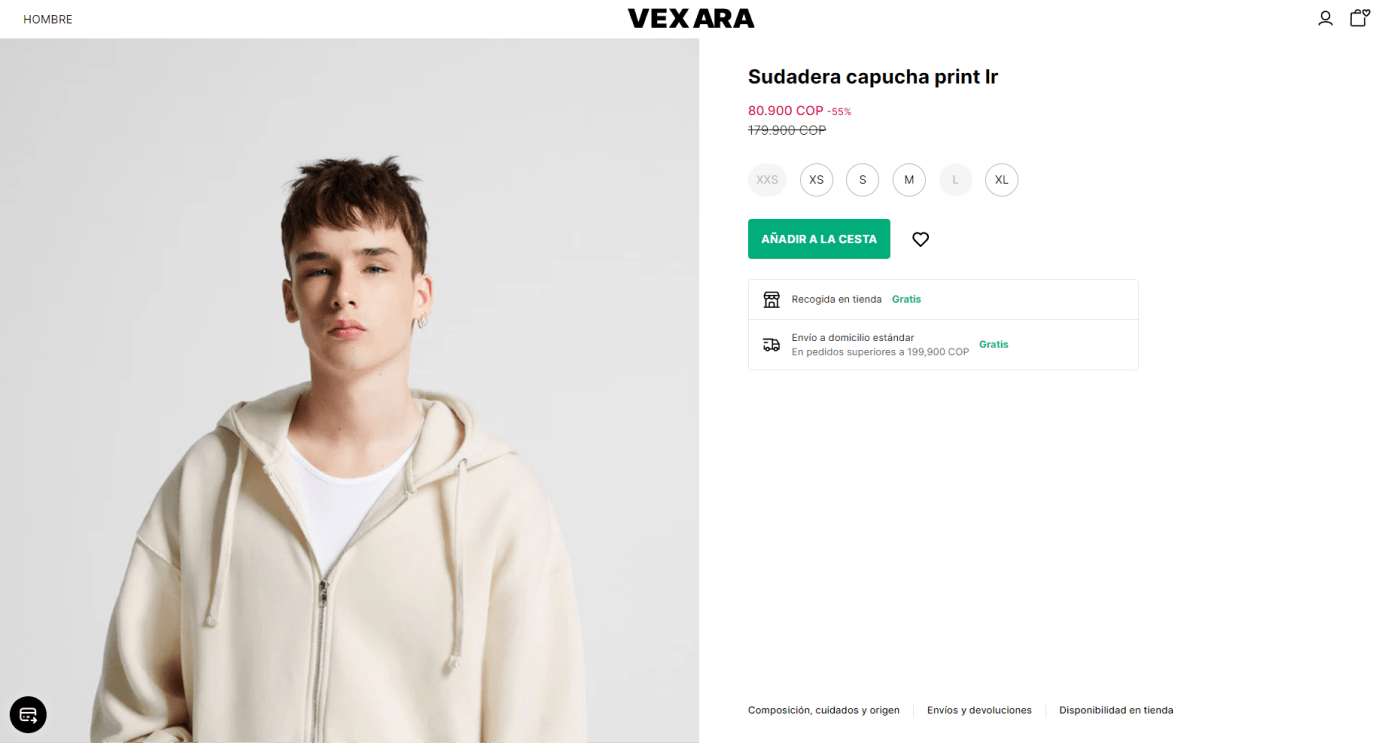 HOMBRE
VEXARA
Sudadera capucha print lr
80.900 COP -55%
179.900 COP
XXS XS S M L XL
AÑADIR A LA CESTA
Recogida en tienda Gratis
Envío a domicilio estándar
En pedidos superiores a 199,900 COP Gratis
Composición, cuidados y origen Envíos y devoluciones Disponibilidad en tienda